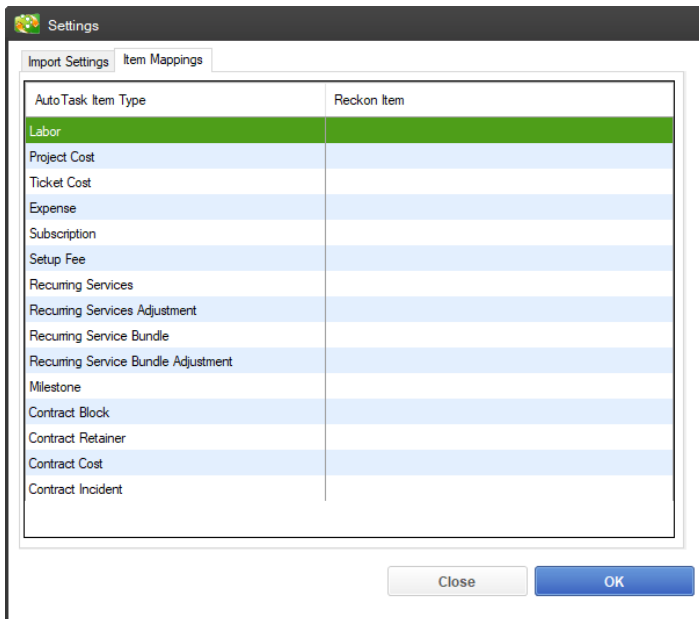 Settings
Import Settings Item Mappings
AutoTask Item Type Reckon Item
Labor
Project Cost
Ticket Cost
Expense
Subscription
Setup Fee
Recurring Services
Recurring Services Adjustment
Recurring Service Bundle
Recurring Service Bundle Adjustment
Milestone
Contract Block
Contract Retainer
Contract Cost
Contract Incident
Close OK